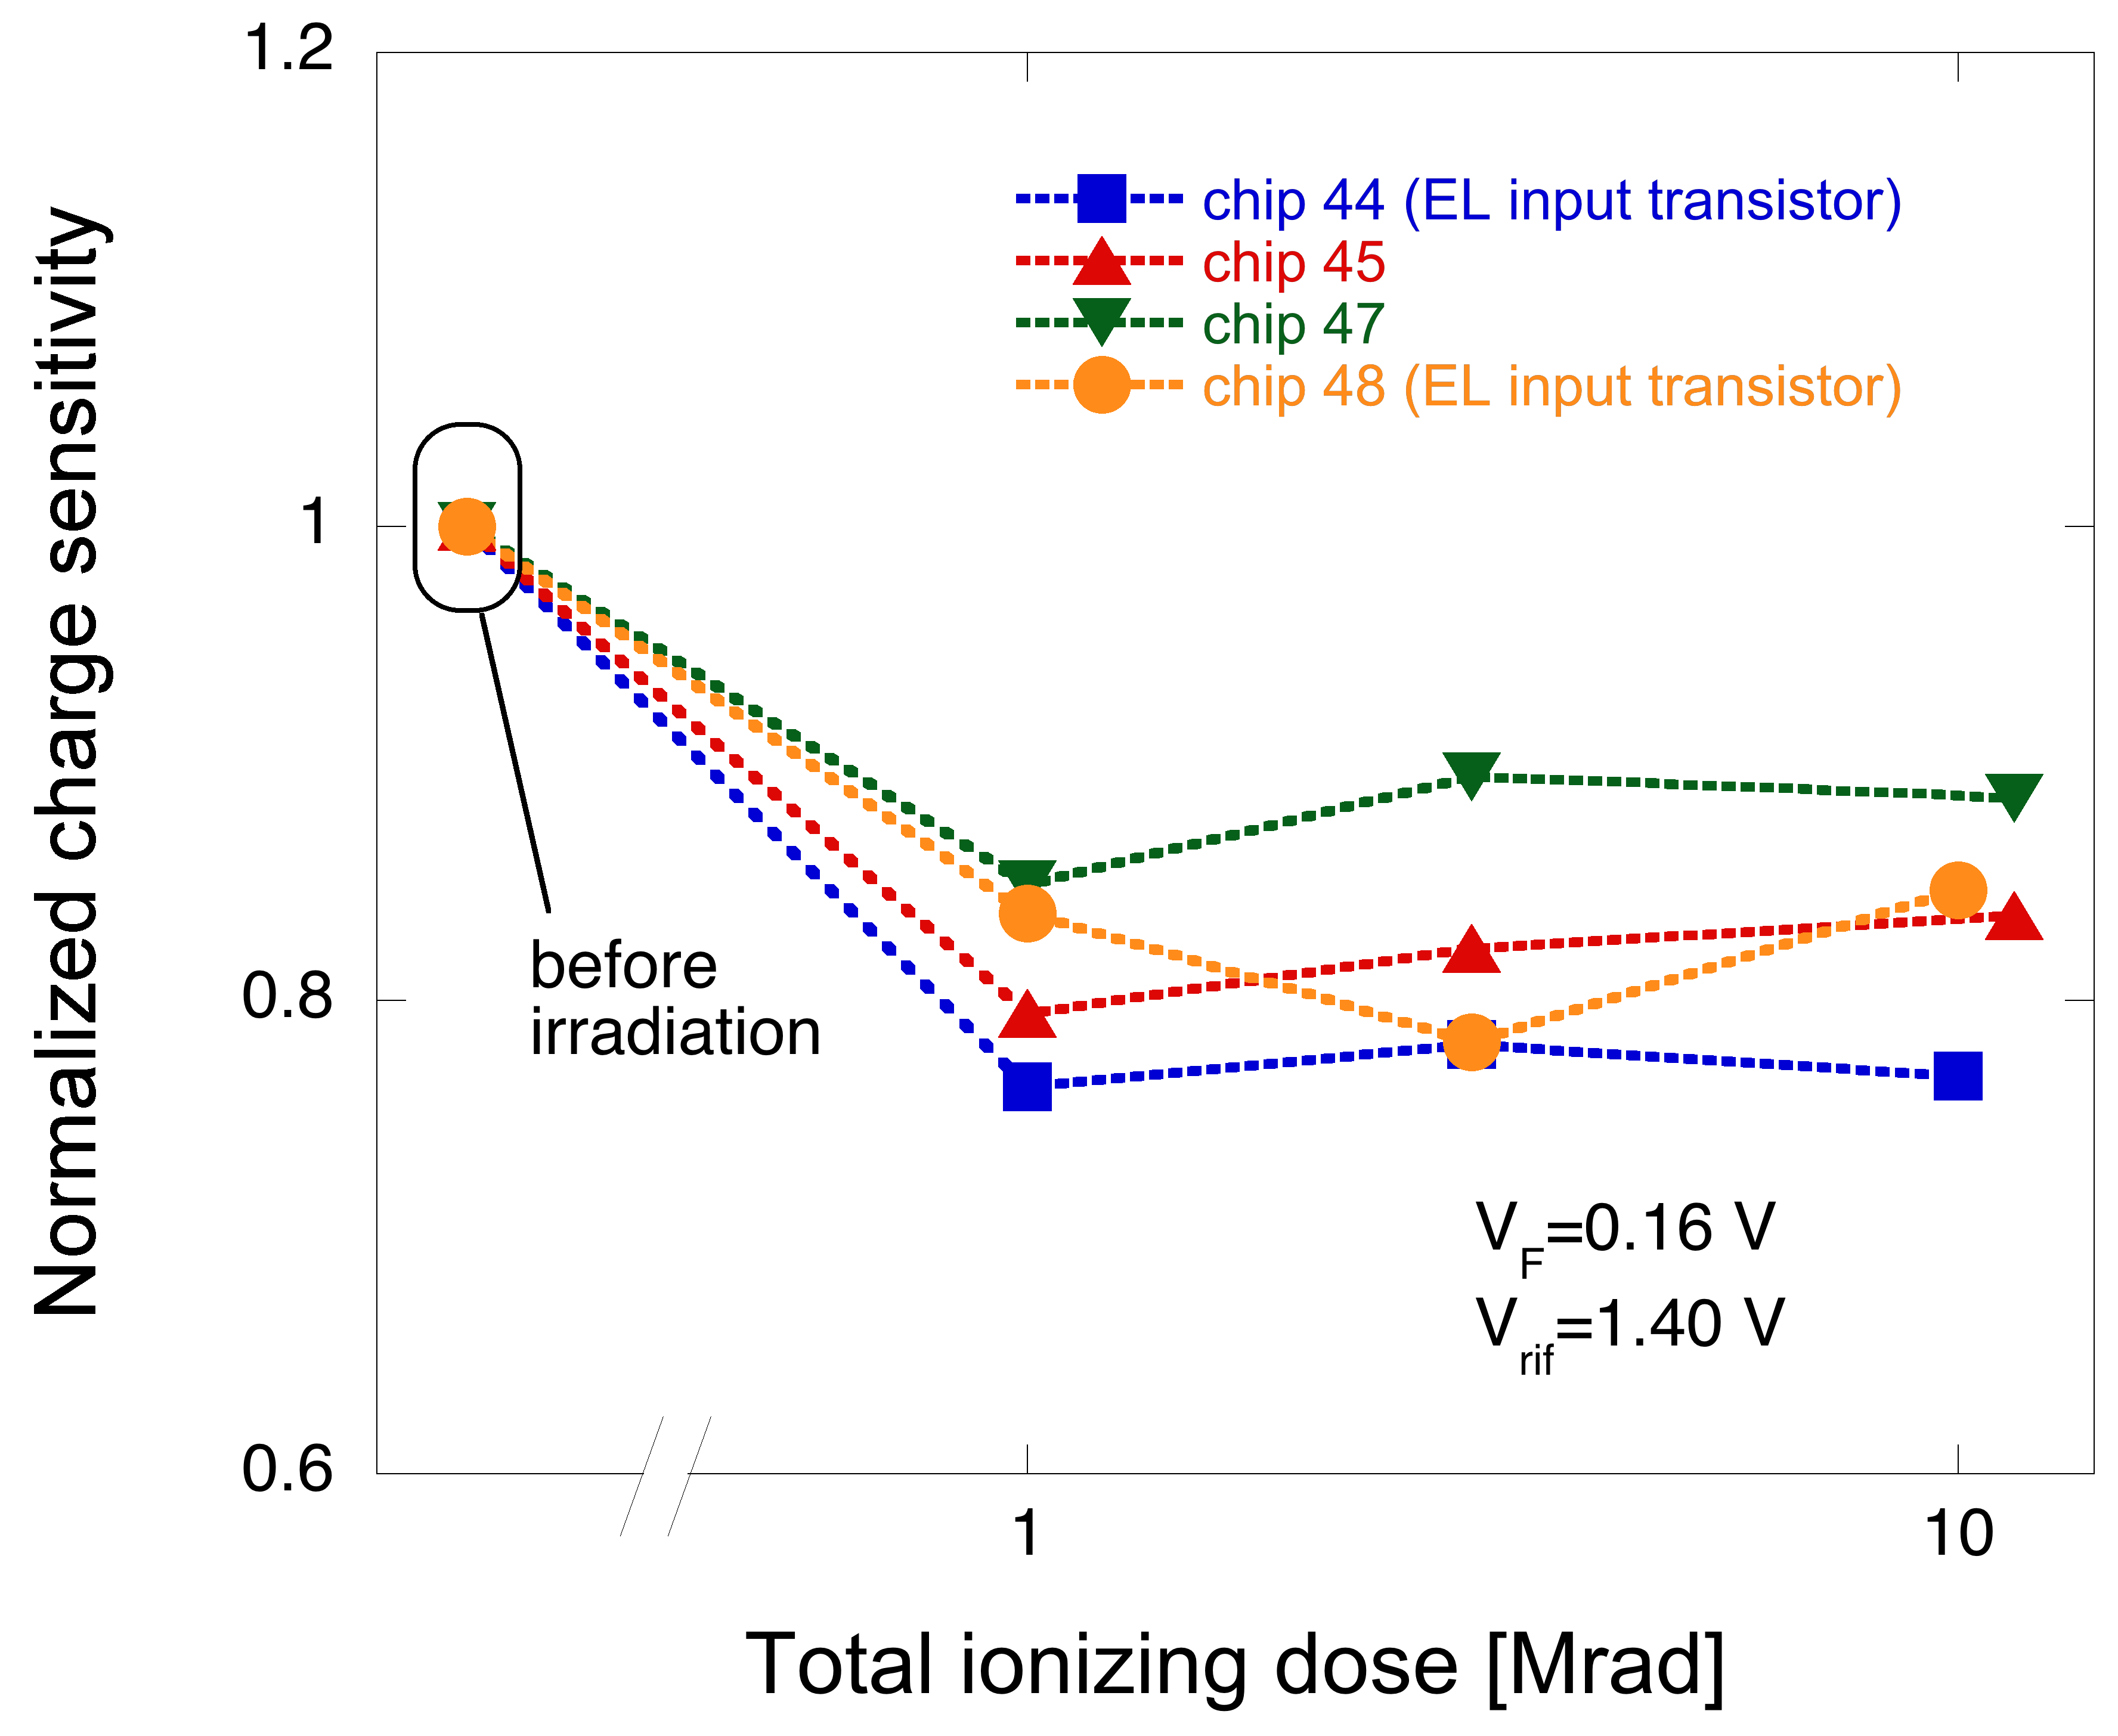 1.2
1
0.8
0.6
Normalized charge sensitivity
chip 44 (EL input transistor)
chip 45
chip 47
chip 48 (EL input transistor)
before
irradiation
VF=0.16 V
Vrif=1.40 V
1
10
Total ionizing dose [Mrad]